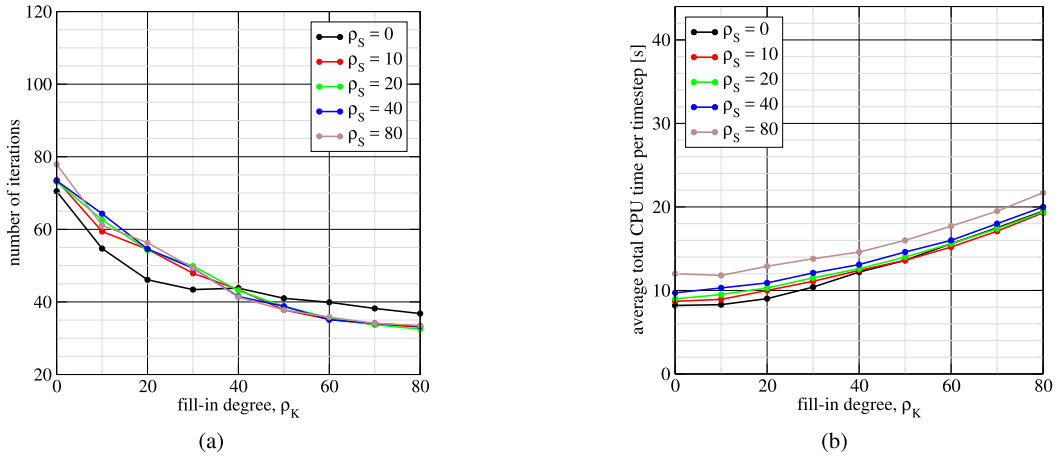 120
100
80
60
40
20
number of iterations
ρS = 0
ρS = 10
ρS = 20
ρS = 40
ρS = 80
0 20 40 60 80
fill-in degree, ρK
(a)
40
30
20
10
0
average total CPU time per timestep [s]
ρS = 0
ρS = 10
ρS = 20
ρS = 40
ρS = 80
0 20 40 60 80
fill-in degree, ρK
(b)